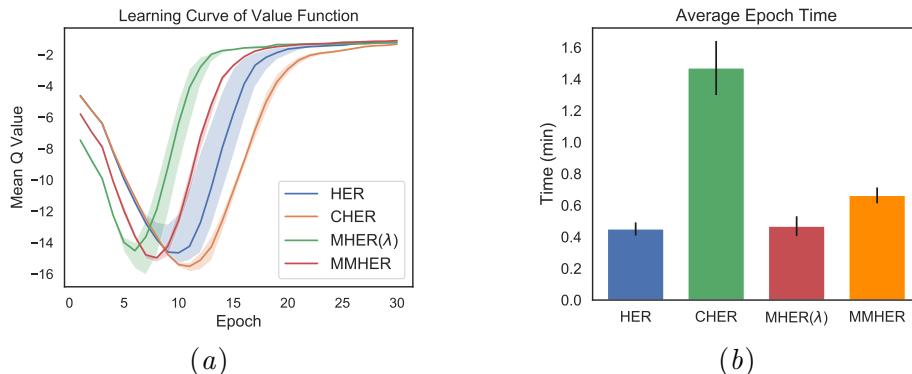 Learning Curve of Value Function
Mean Q Value
−2
−4
−6
−8
−10
−12
−14
−16
HER
CHER
MHER(λ)
MMHER
0 5 10 15 20 25 30
Epoch
(a)
Average Epoch Time
Time (min)
1.6
1.4
1.2
1.0
0.8
0.6
0.4
0.2
0.0
HER CHER MHER(λ) MMHER
(b)